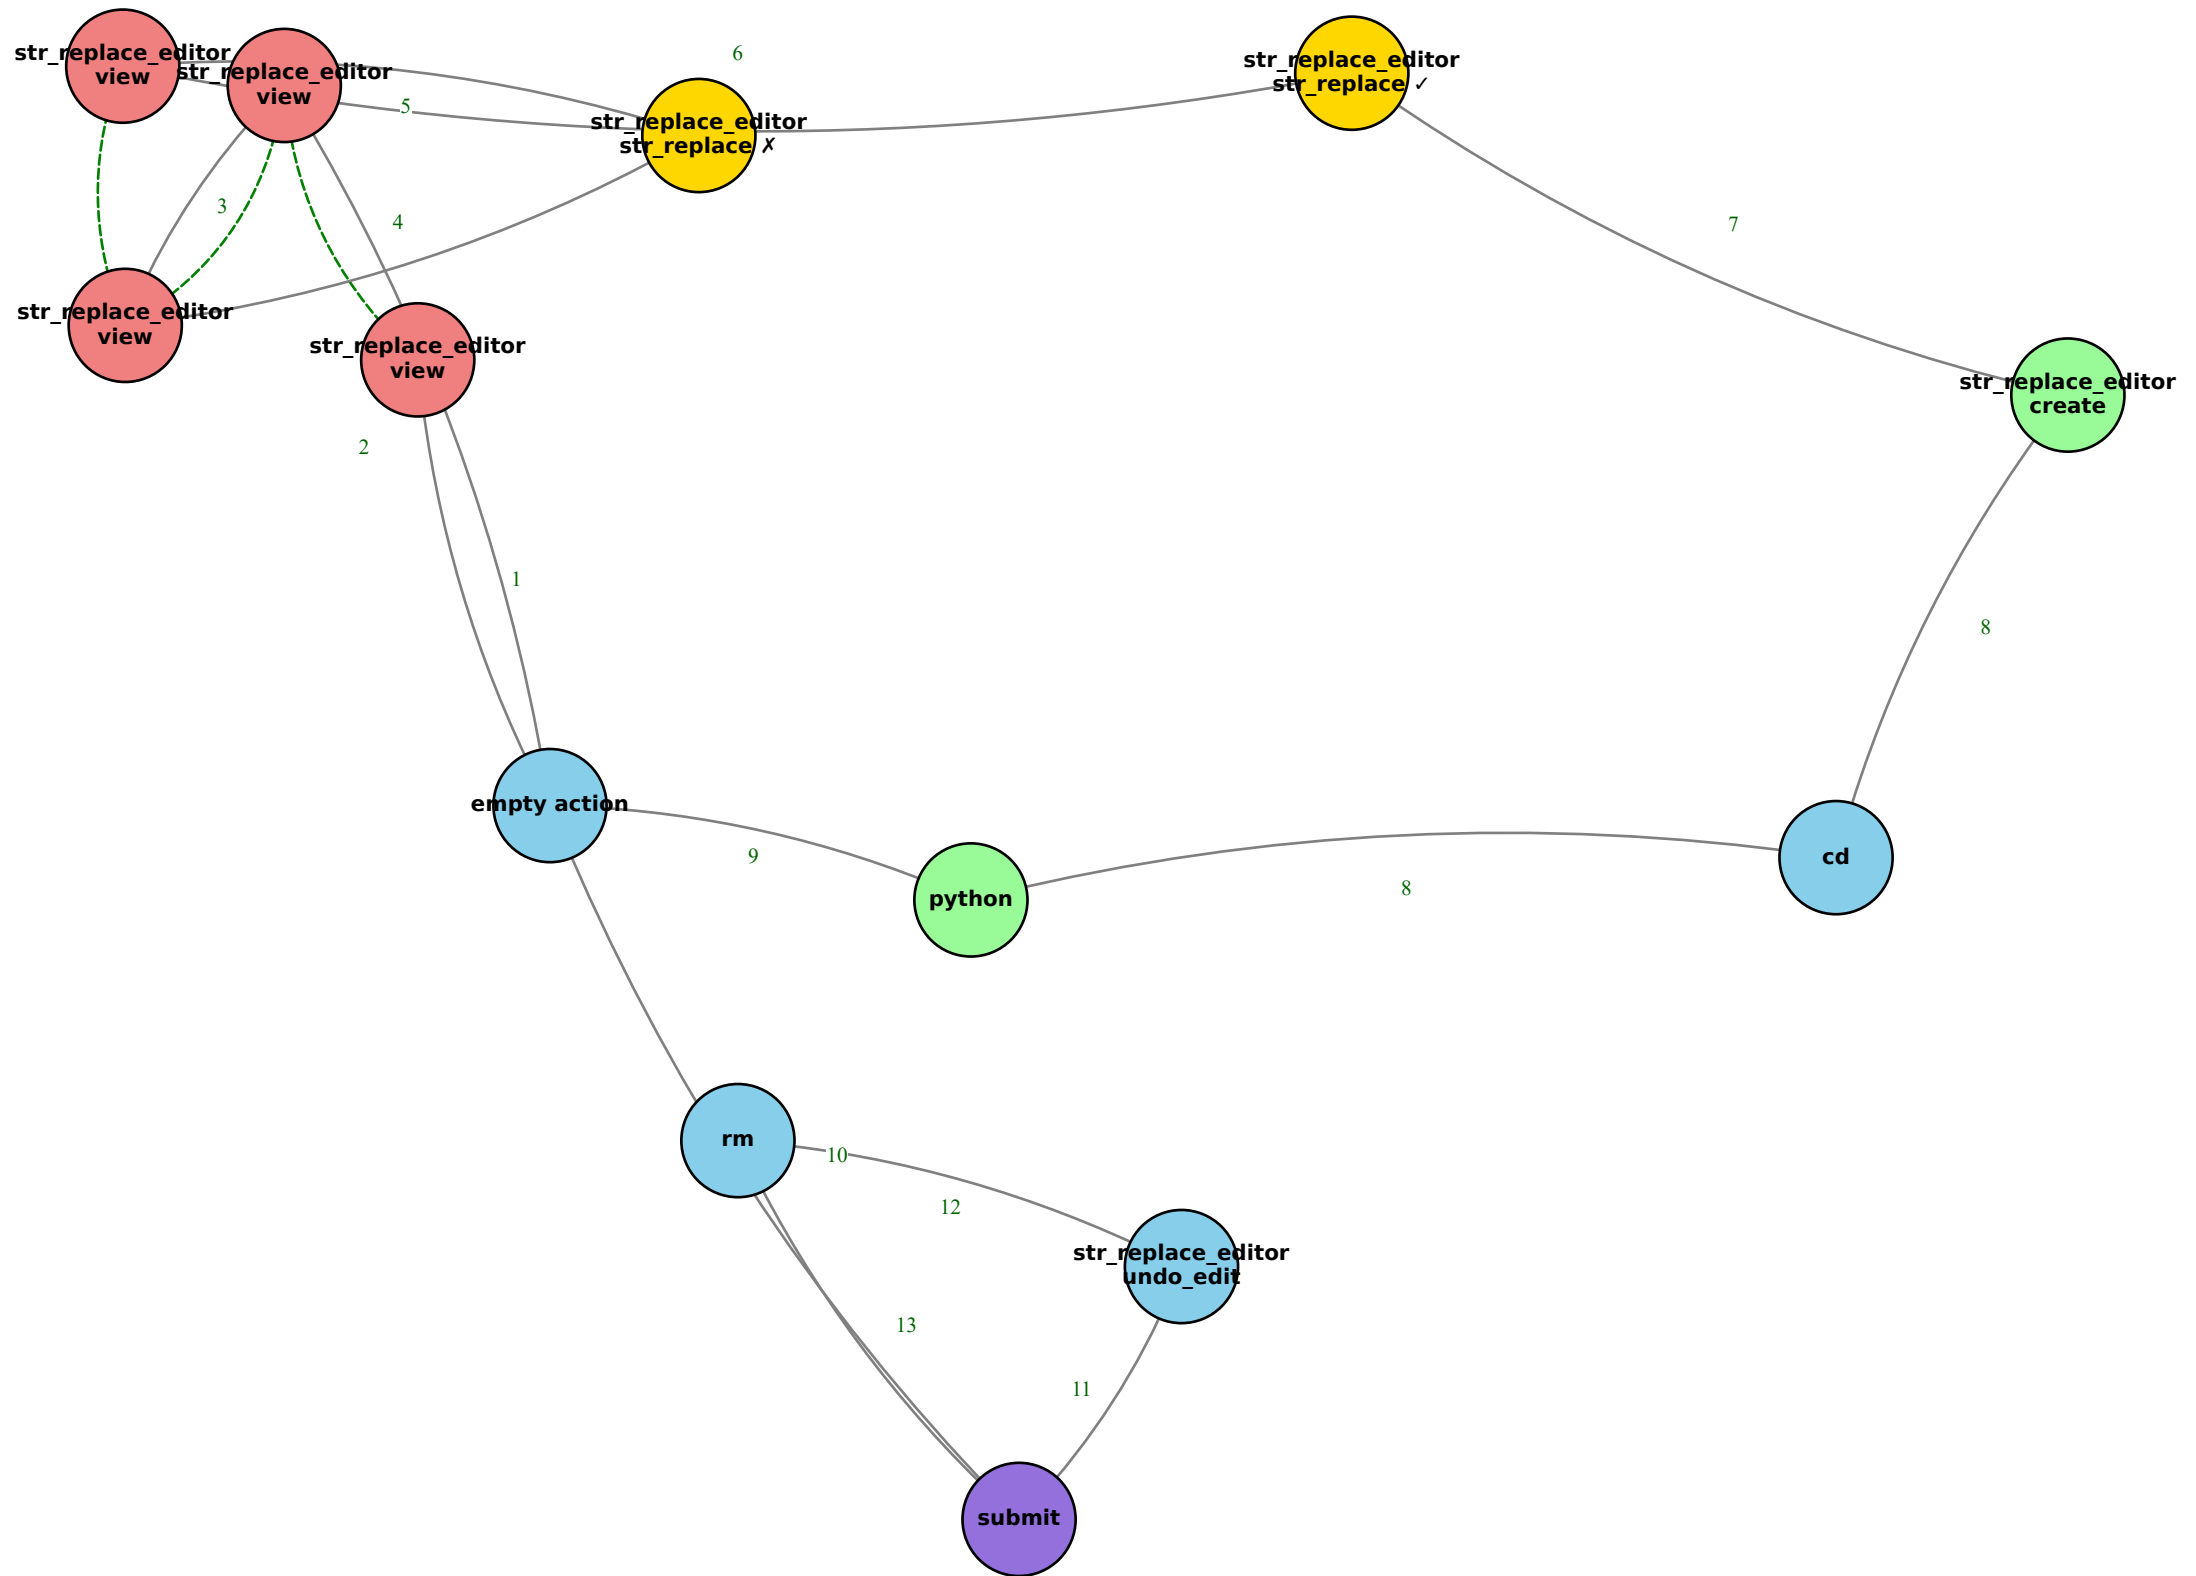 str_replace_editor
view
str_replace_editor
view
6
str_replace_editor
str_replace ✓
5
str_replace_editor
str_replace ✗
3
4
7
str_replace_editor
view
str_replace_editor
view
str_replace_editor
create
2
1
8
empty action
9
python
8
cd
rm
10
12
str_replace_editor
undo_edit
13
11
submit